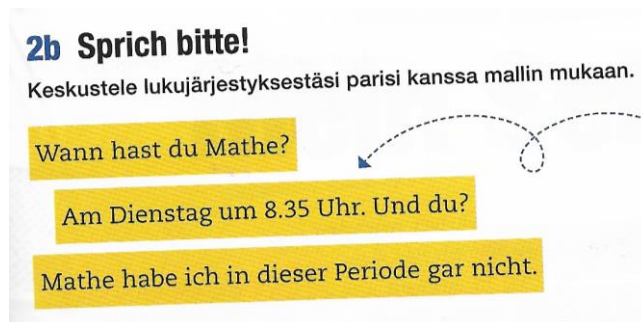 2b Sprich bitte!
Keskustele lukujärjestyksestäsi parisi kanssa mallin mukaan.
Wann hast du Mathe?
Am Dienstag um 8.35 Uhr. Und du?
Mathe habe ich in dieser Periode gar nicht.